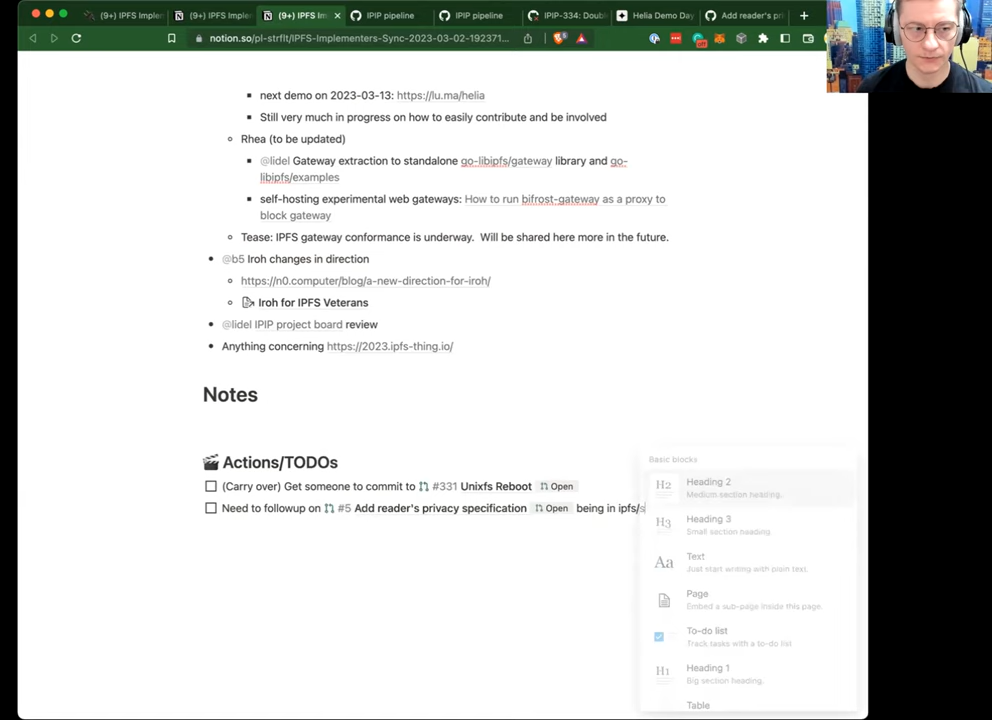 (9+) IPFS Implem
(9+) IPFS Imple
(9+) IPFS Im
IPIP pipeline
IPIP pipeline
IPIP-334: Doubl
Helia Demo Day
Add reader's pri
notion.so/pl-strflt/IPFS-Implementers-Sync-2023-03-02-192371...
next demo on 2023-03-13: https://lu.ma/helia
Still very much in progress on how to easily contribute and be involved
Rhea (to be updated)
@lidel Gateway extraction to standalone go-libipfs/gateway library and go-
libipfs/examples
self-hosting experimental web gateways: How to run bifrost-gateway as a proxy to
block gateway
Tease: IPFS gateway conformance is underway. Will be shared here more in the future.
@b5 Iroh changes in direction
https://n0.computer/blog/a-new-direction-for-iroh/
Iroh for IPFS Veterans
@lidel IPIP project board review
Anything concerning https://2023.ipfs-thing.io/
Notes
Actions/TODOs
(Carry over) Get someone to commit to #331 Unixfs Reboot Open
Need to followup on #5 Add reader's privacy specification Open being in ipfs/s
Basic blocks
H2 Heading 2
Medium section heading.
H3 Heading 3
Small section heading.
Aa Text
Just start writing with plain text.
Page
Embed a sub-page inside this page.
To-do list
Track tasks with a to-do list
H1 Heading 1
Big section heading.
Table